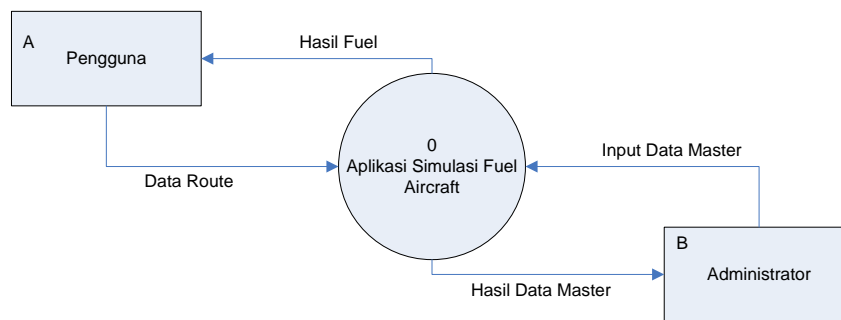 Hasil Fuel
A
Pengguna
0
Aplikasi Simulasi Fuel
Aircraft
Input Data Master
Data Route
B
Administrator
Hasil Data Master